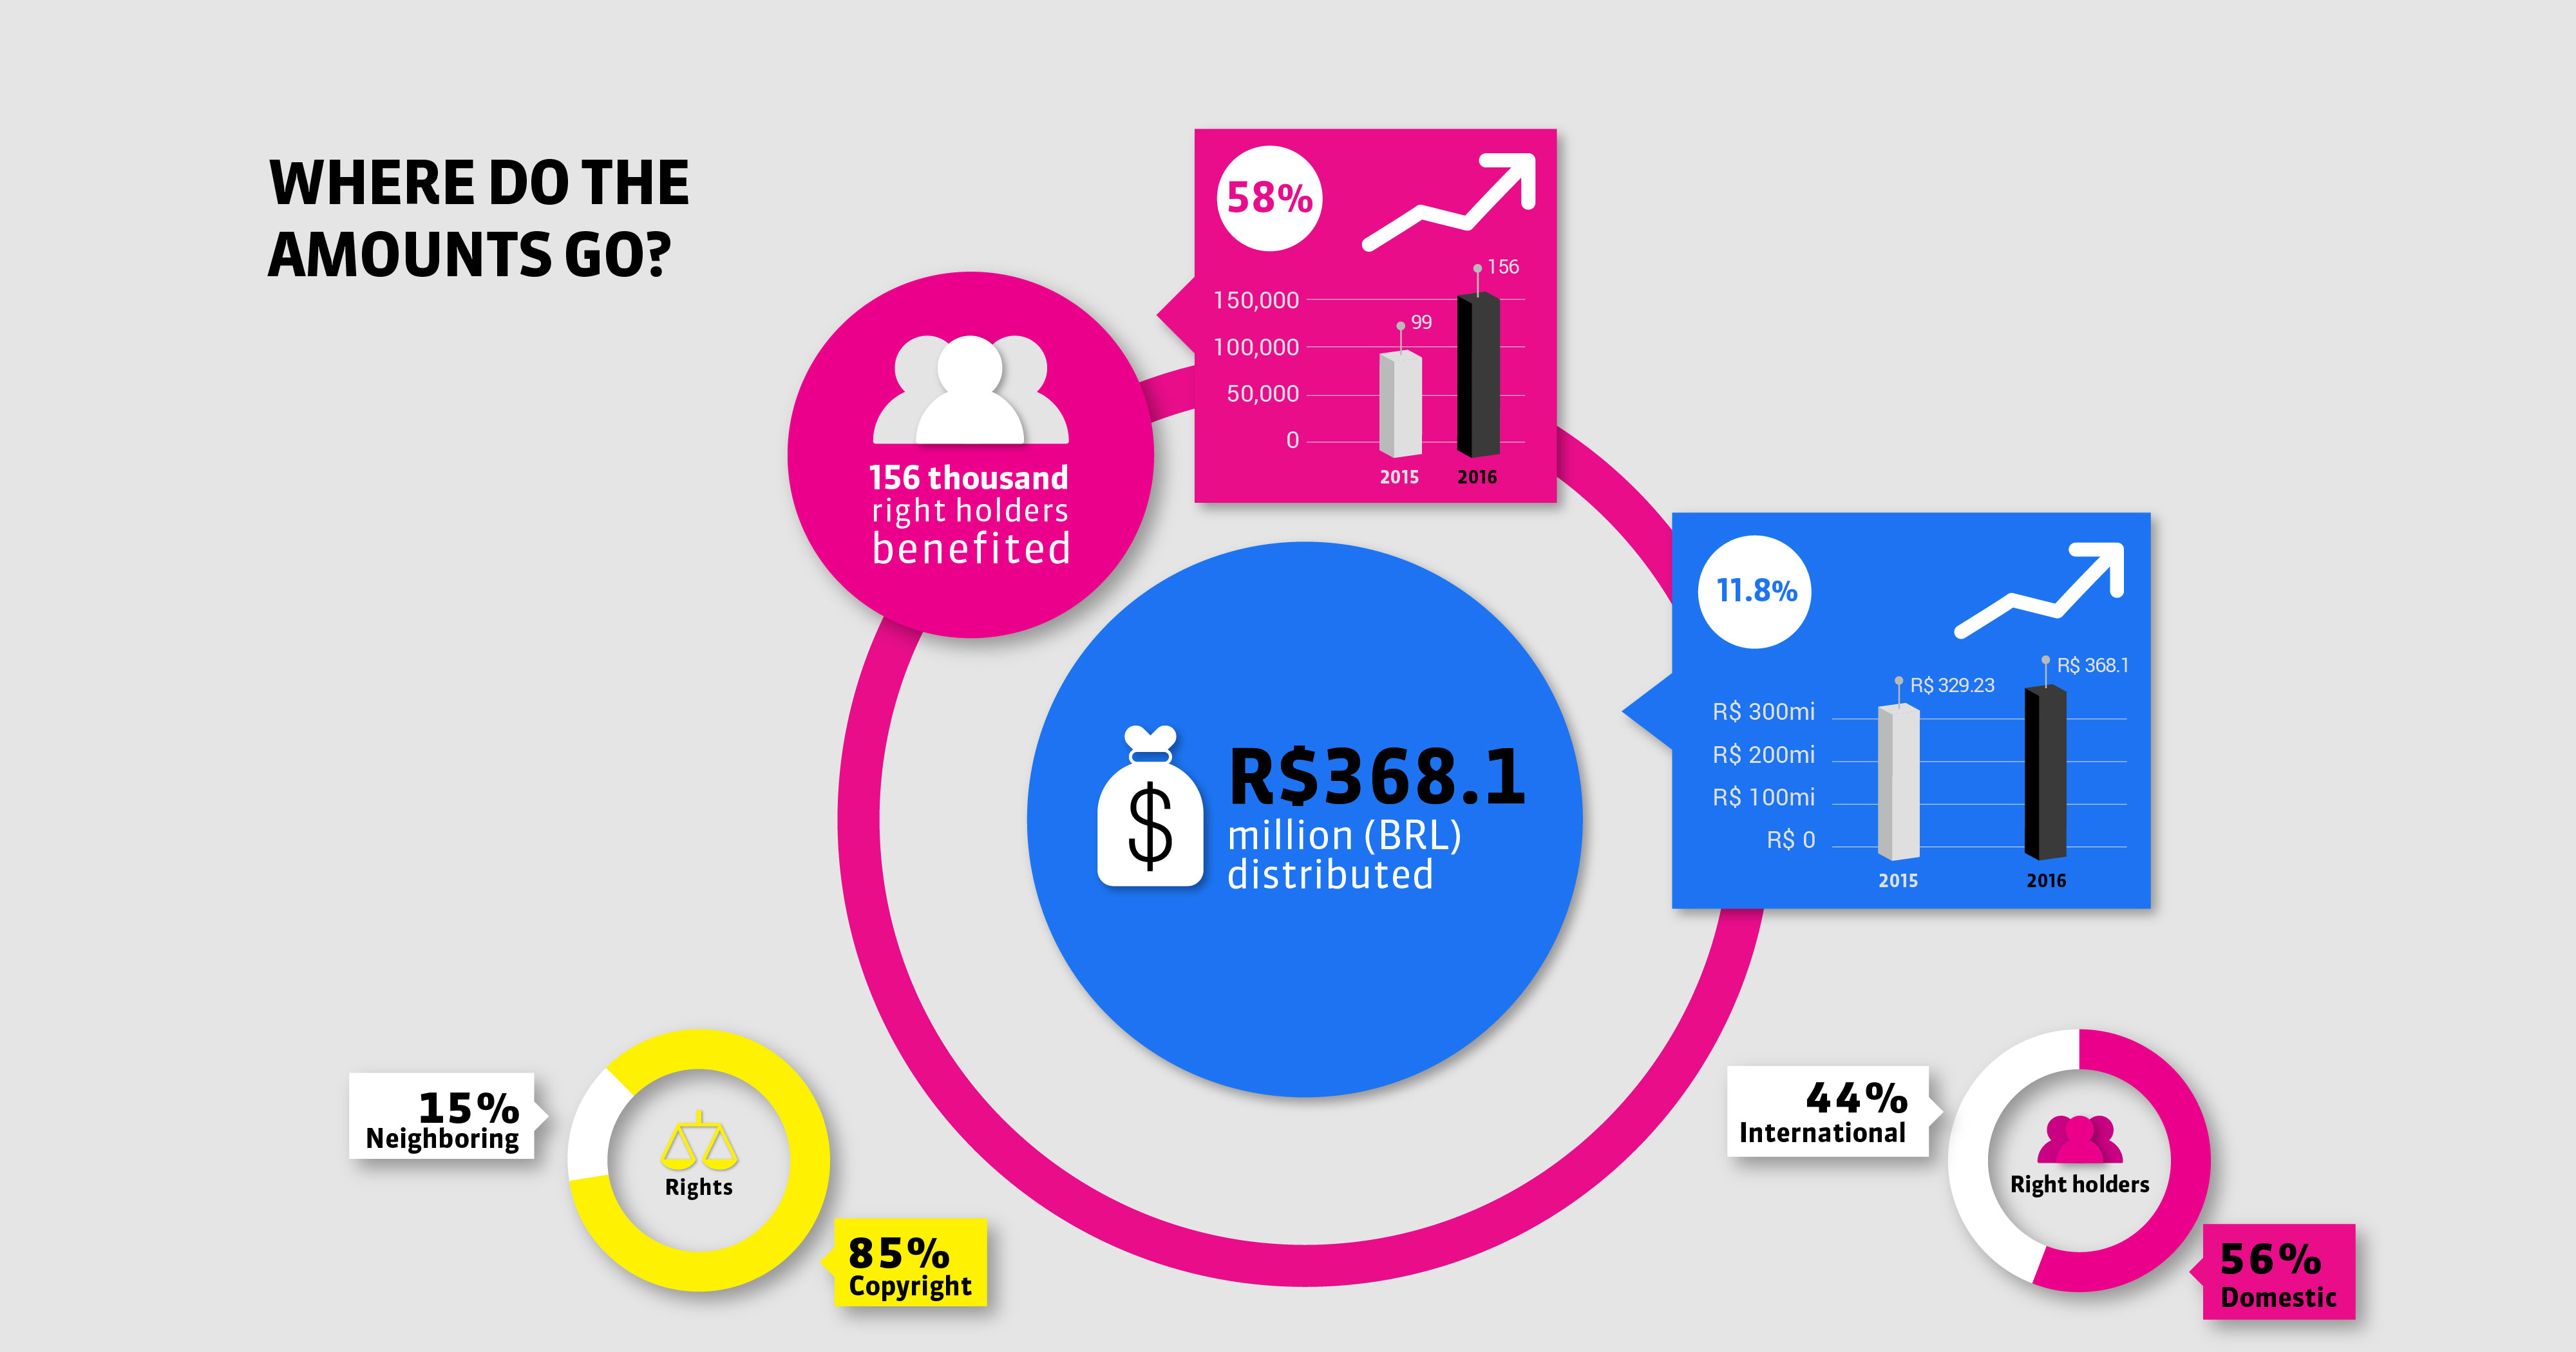 WHERE DO THE
AMOUNTS GO?
156 thousand
right holders
benefited
58%
156
150,000
99
100,000
50,000
0
2015 2016
$
R$368.1
million (BRL)
distributed
11.8%
R$ 368.1
R$ 329.23
R$ 300mi
R$ 200mi
R$ 100mi
R$ 0
2015 2016
15%
Neighboring
Rights
85%
Copyright
44%
International
Right holders
56%
Domestic